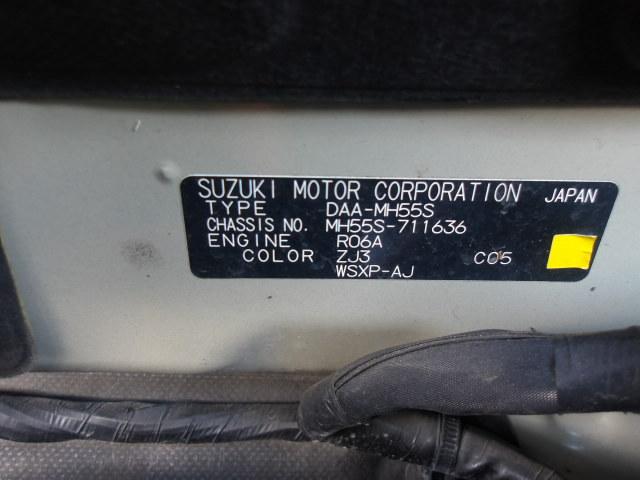 SUZUKI MOTOR CORPORATION JAPAN
TYPE DAA-MH55S
CHASSIS NO. MH55S-711636
ENGINE R06A
COLOR ZJ3 C05
WSXP-AJ